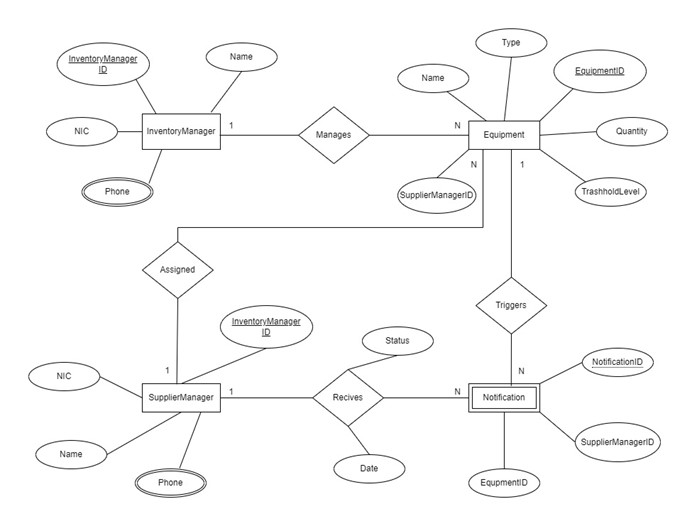 Type
InventoryManager
ID
Name
Name
EquipmentID
NIC
InventoryManager
1
Manages
N
Equipment
Quantity
N
1
Phone
SupplierManagerID
TrashholdLevel
Assigned
Triggers
InventoryManager
ID
Status
NotificationID
1
N
NIC
SupplierManager
1
Recives
N
Notification
Name
SupplierManagerID
Phone
Date
EqupmentID